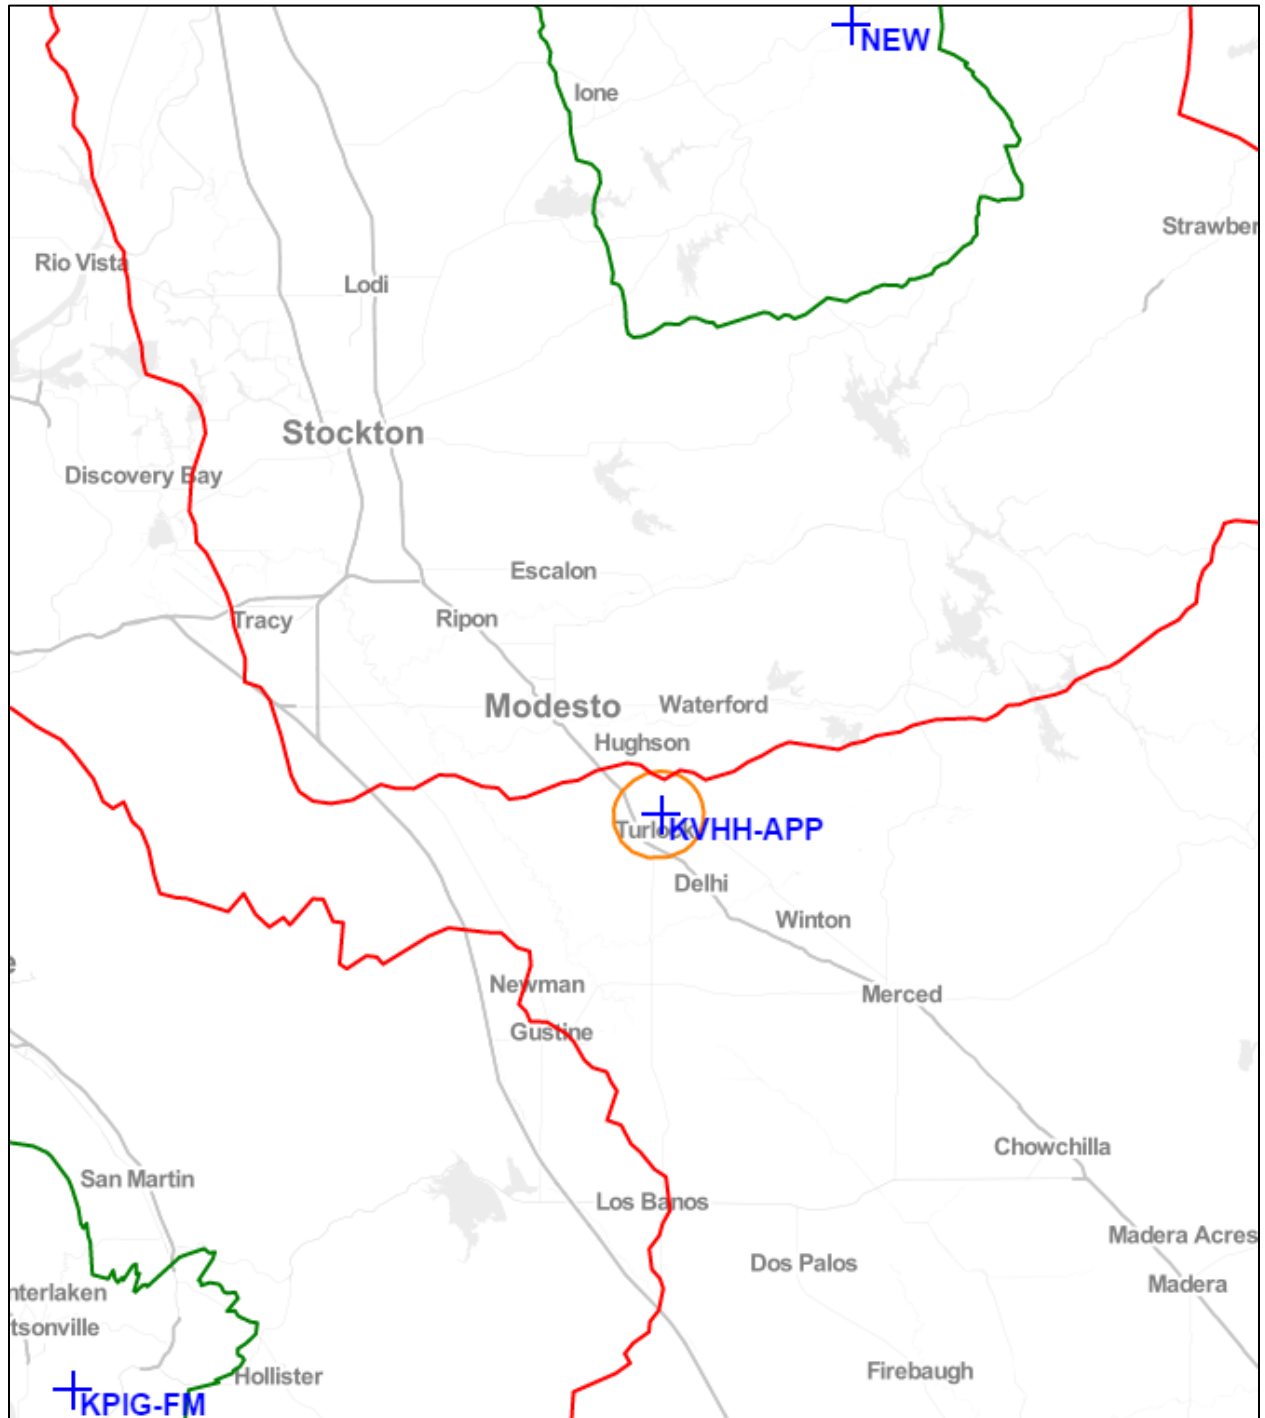 NEW
Ione
Strawber
Rio Vista
Lodi
Stockton
Discovery Bay
Escalon
Tracy
Ripon
Modesto
Waterford
Hughson
KVHH-APP
Turlock
Delhi
Winton
e
Newman
Merced
Gustine
Chowchilla
San Martin
Los Banos
Madera Acres
Dos Palos
Madera
nterlaken
tsonville
Firebaugh
Hollister
KPIG-FM